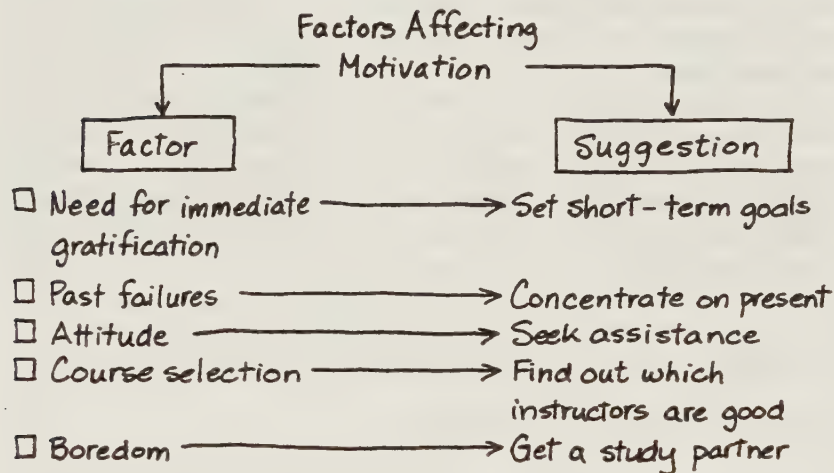 Factors Affecting
Motivation
Factor
Suggestion
Need for immediate
gratification
Set short-term goals
Past failures
Concentrate on present
Attitude
Seek assistance
Course selection
Find out which
instructors are good
Boredom
Get a study partner